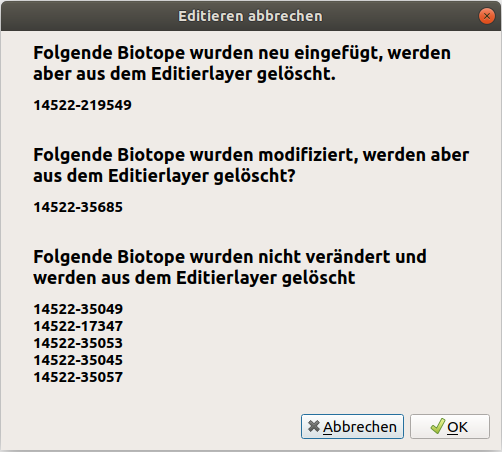 Editieren abbrechen
Folgende Biotope wurden neu eingefügt, werden
aber aus dem Editierlayer gelöscht.
14522-219549
Folgende Biotope wurden modifiziert, werden aber
aus dem Editierlayer gelöscht?
14522-35685
Folgende Biotope wurden nicht verändert und
werden aus dem Editierlayer gelöscht
14522-35049
14522-17347
14522-35053
14522-35045
14522-35057
Abbrechen
OK